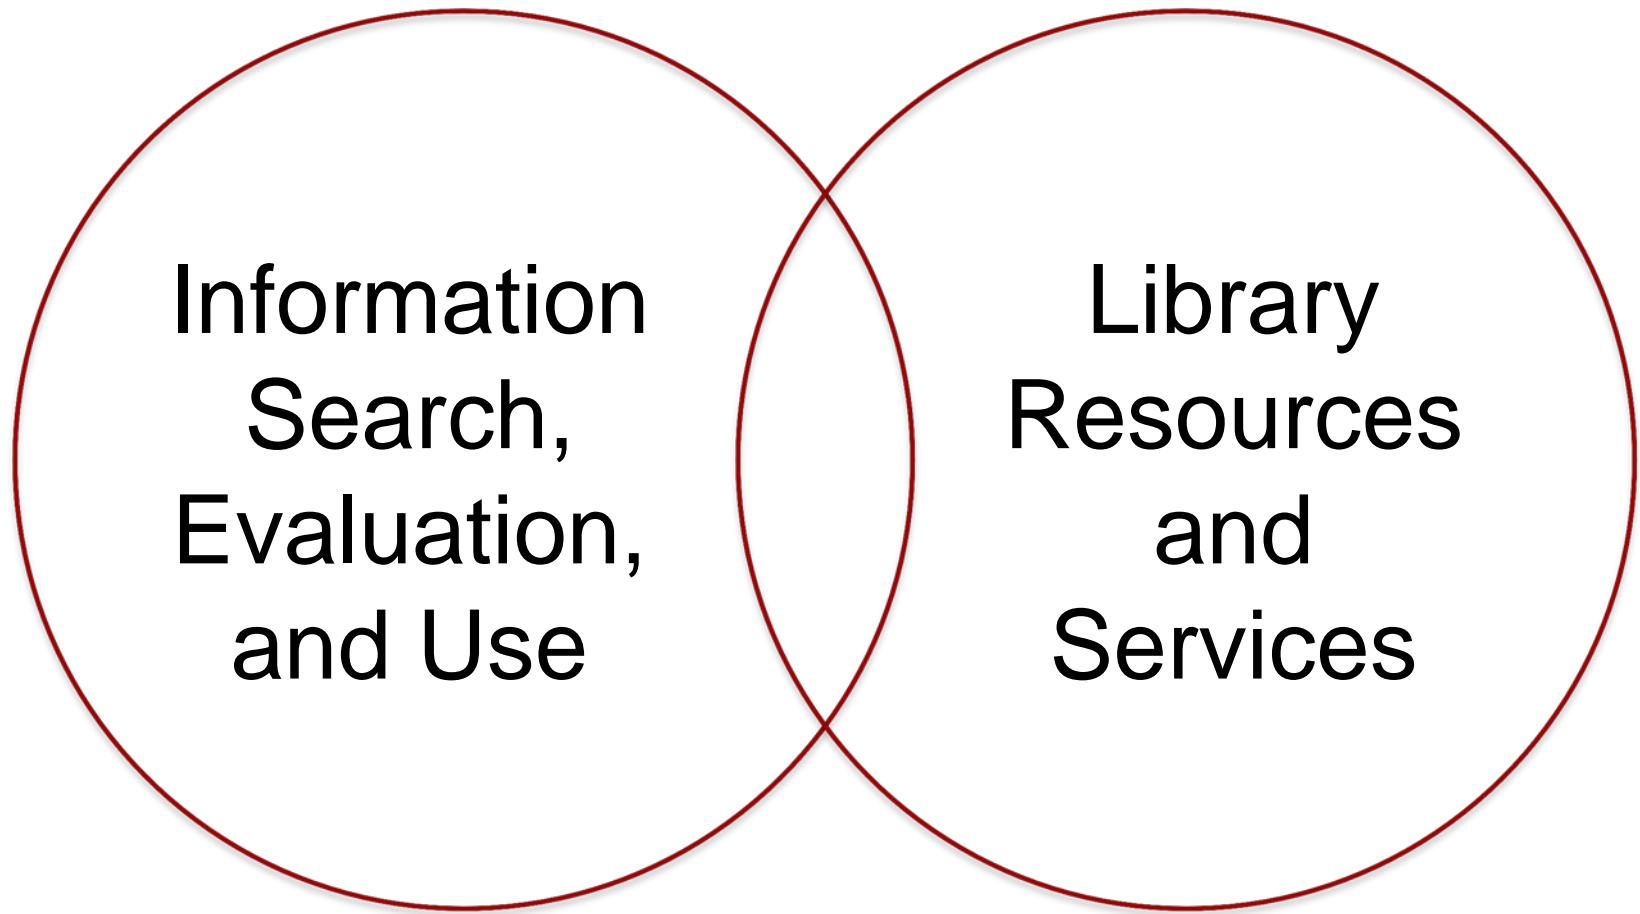 Information
Search,
Evaluation,
and Use
Library
Resources
and
Services